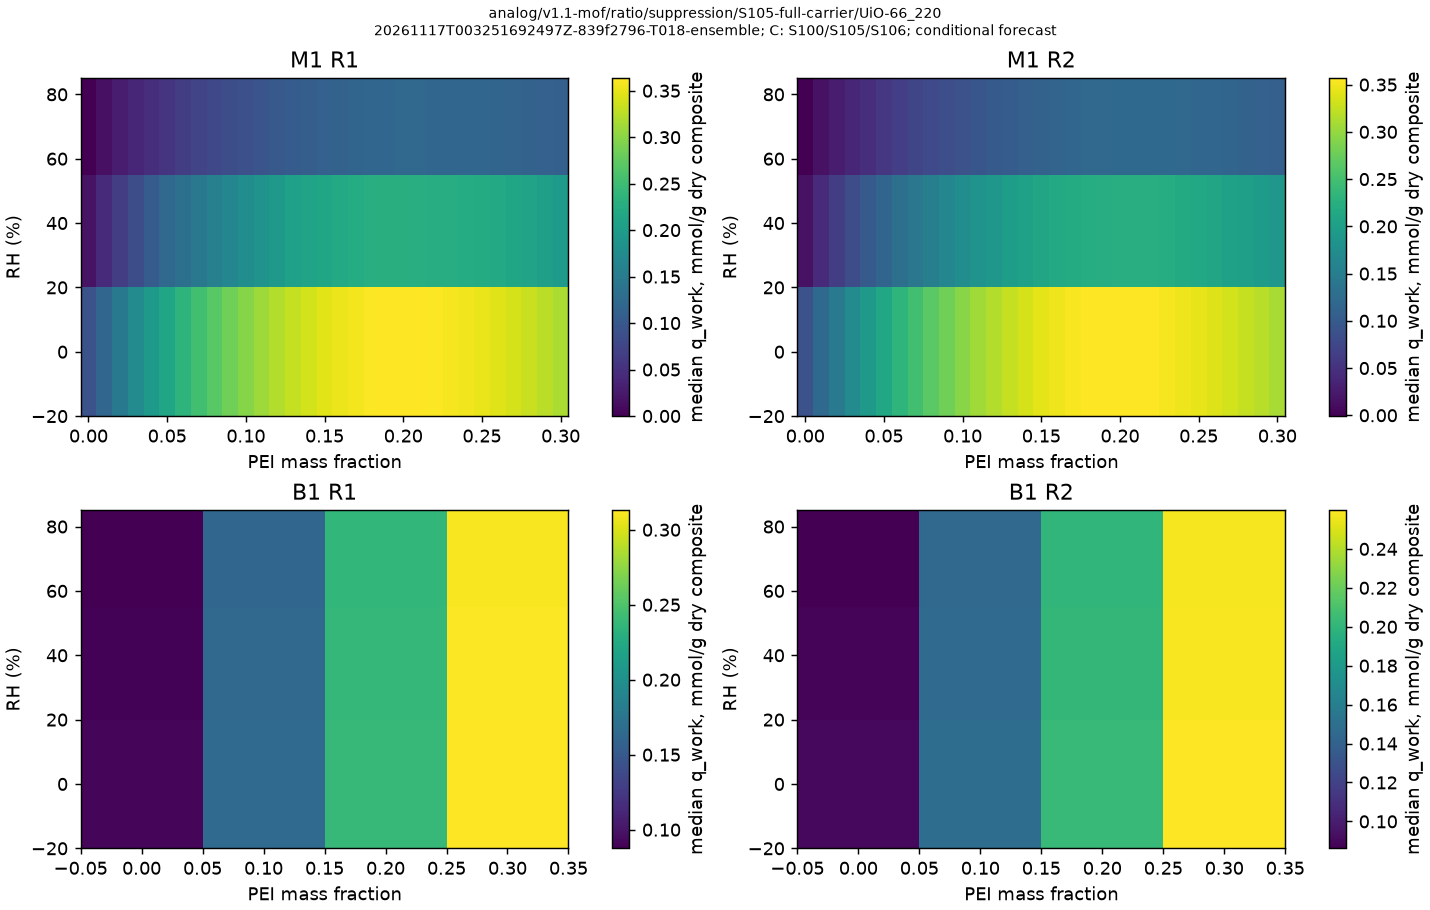 analog/v1.1-mof/ratio/suppression/S105-full-carrier/UiO-66_220
20261117T003251692497Z-839f2796-T018-ensemble; C: S100/S105/S106; conditional forecast
M1 R1
80
60
40
20
0
−20
RH (%)
0.00 0.05 0.10 0.15 0.20 0.25 0.30
PEI mass fraction
0.35
0.30
0.25
0.20
0.15
0.10
0.05
0.00
median q_work, mmol/g dry composite
M1 R2
80
60
40
20
0
−20
RH (%)
0.00 0.05 0.10 0.15 0.20 0.25 0.30
PEI mass fraction
0.35
0.30
0.25
0.20
0.15
0.10
0.05
0.00
median q_work, mmol/g dry composite
B1 R1
80
60
40
20
0
−20
RH (%)
−0.05 0.00 0.05 0.10 0.15 0.20 0.25 0.30 0.35
PEI mass fraction
0.30
0.25
0.20
0.15
0.10
median q_work, mmol/g dry composite
B1 R2
80
60
40
20
0
−20
RH (%)
−0.05 0.00 0.05 0.10 0.15 0.20 0.25 0.30 0.35
PEI mass fraction
0.24
0.22
0.20
0.18
0.16
0.14
0.12
0.10
median q_work, mmol/g dry composite